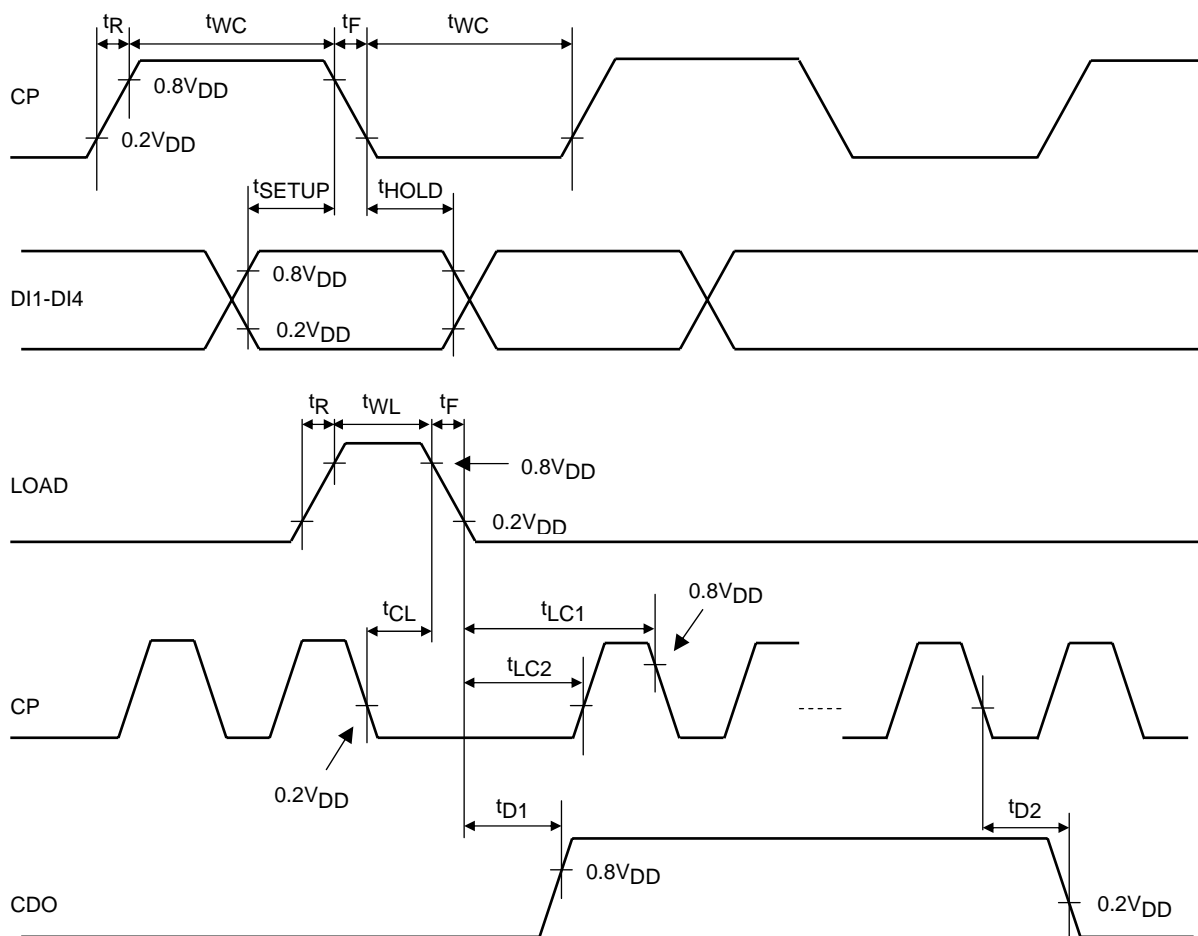 tR tWC tF tWC
CP
0.8VDD
0.2VDD
tSETUP tHOLD
DI1-DI4
0.8VDD
0.2VDD
tR tWL tF
LOAD
0.8VDD
0.2VDD
tCL tLC1 0.8VDD
tLC2
CP
0.2VDD
tD1 tD2
CDO
0.8VDD
0.2VDD